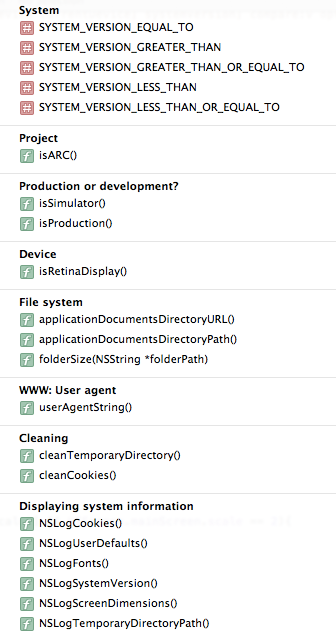 System
# SYSTEM_VERSION_EQUAL_TO
# SYSTEM_VERSION_GREATER_THAN
# SYSTEM_VERSION_GREATER_THAN_OR_EQUAL_TO
# SYSTEM_VERSION_LESS_THAN
# SYSTEM_VERSION_LESS_THAN_OR_EQUAL_TO
Project
f isARC()
Production or development?
f isSimulator()
f isProduction()
Device
f isRetinaDisplay()
File system
f applicationDocumentsDirectoryURL()
f applicationDocumentsDirectoryPath()
f folderSize(NSString *folderPath)
WWW: User agent
f userAgentString()
Cleaning
f cleanTemporaryDirectory()
f cleanCookies()
Displaying system information
f NSLogCookies()
f NSLogUserDefaults()
f NSLogFonts()
f NSLogSystemVersion()
f NSLogScreenDimensions()
f NSLogTemporaryDirectoryPath()